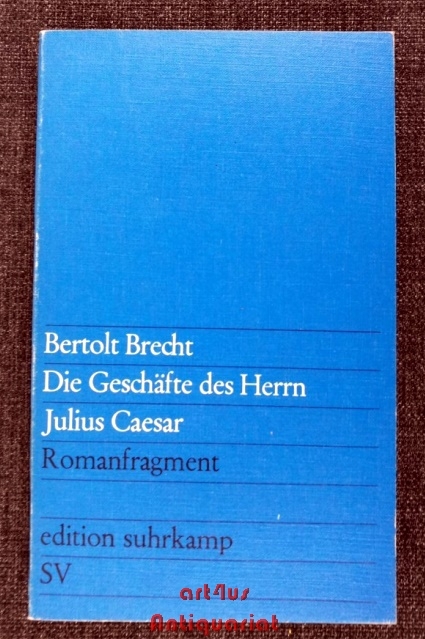 Bertolt Brecht
Die Geschäfte des Herrn
Julius Caesar
Romanfragment
edition suhrkamp
SV
art4us
Antiquariat